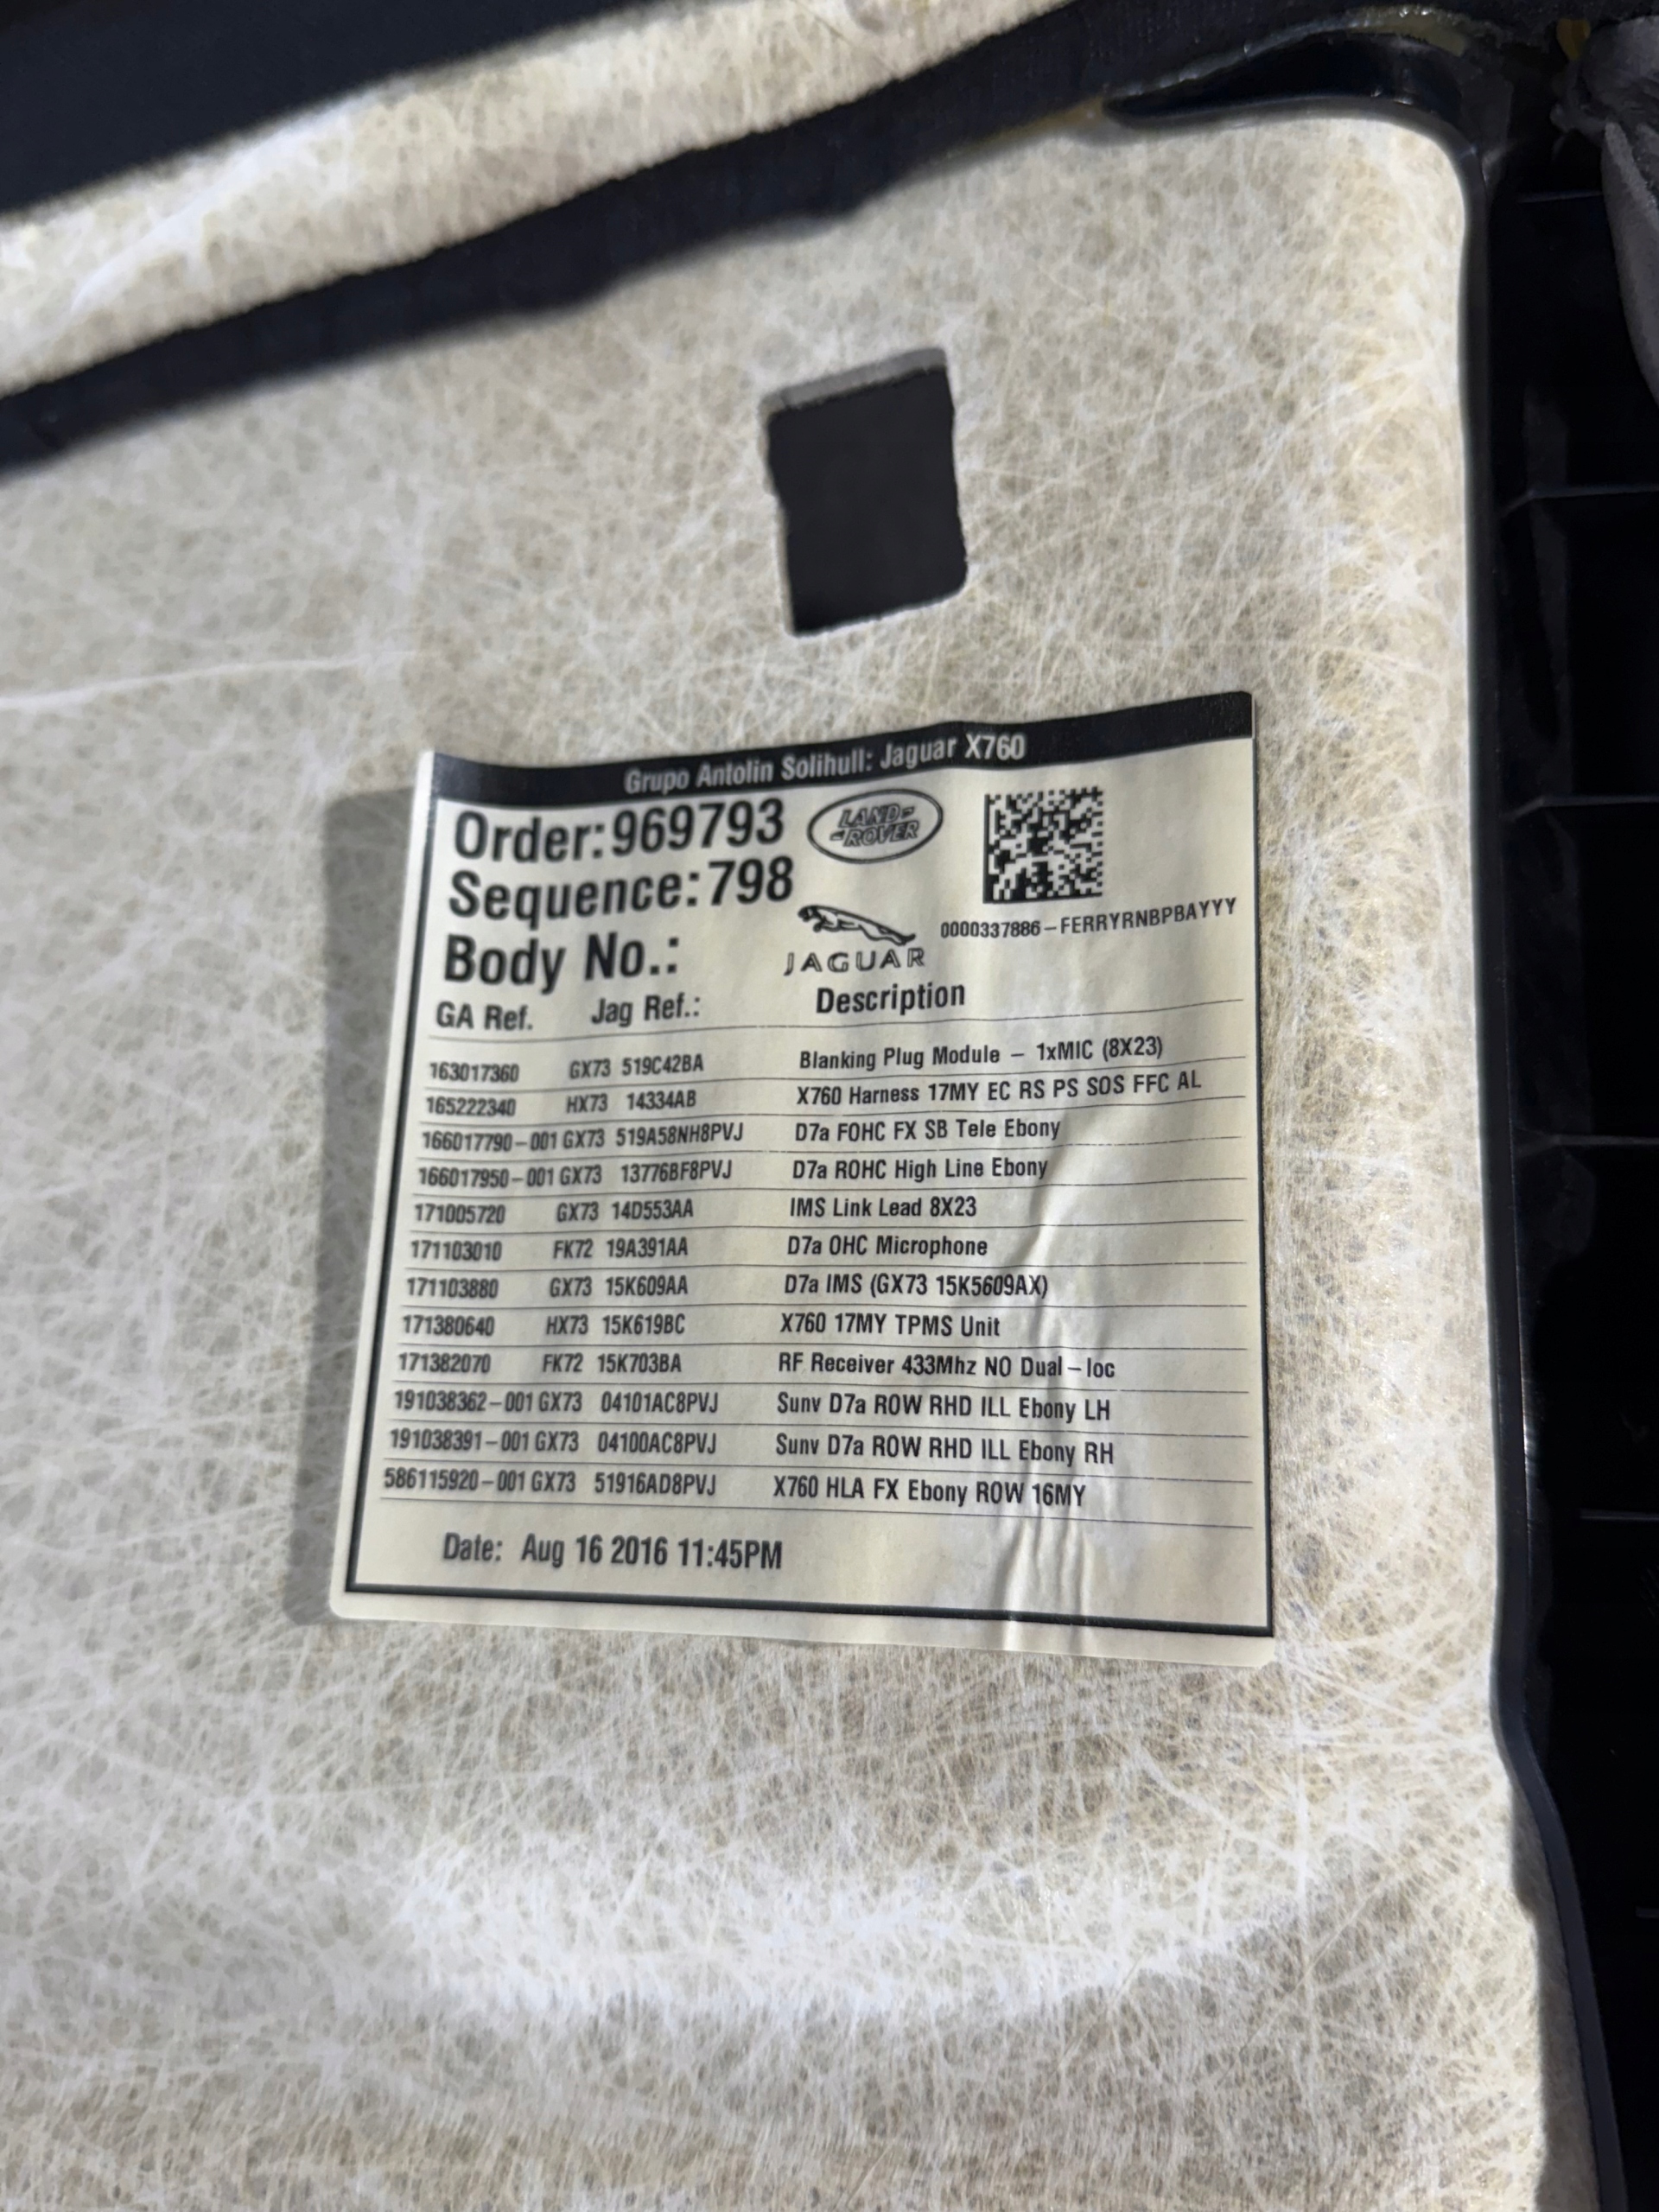 Grupo Antolin Solihull: Jaguar X760
Order:969793
LAND-
-ROVER
Sequence:798
JAGUAR
0000337886-FERRYRNBPBAYYY
Body No.:
GA Ref. Jag Ref.: Description
163017360 GX73 519C42BA Blanking Plug Module - 1xMIC (8X23)
165222340 HX73 14334AB X760 Harness 17MY EC RS PS SOS FFC AL
166017790-001 GX73 519A58NH8PVJ D7a FOHC FX SB Tele Ebony
166017950-001 GX73 13776BF8PVJ D7a ROHC High Line Ebony
171005720 GX73 14D553AA IMS Link Lead 8X23
171103010 FK72 19A391AA D7a OHC Microphone
171103880 GX73 15K609AA D7a IMS (GX73 15K5609AX)
171380640 HX73 15K619BC X760 17MY TPMS Unit
171382070 FK72 15K703BA RF Receiver 433Mhz NO Dual-loc
191038362-001 GX73 04101AC8PVJ Sunv D7a ROW RHD ILL Ebony LH
191038391-001 GX73 04100AC8PVJ Sunv D7a ROW RHD ILL Ebony RH
586115920-001 GX73 51916AD8PVJ X760 HLA FX Ebony ROW 16MY
Date: Aug 16 2016 11:45PM